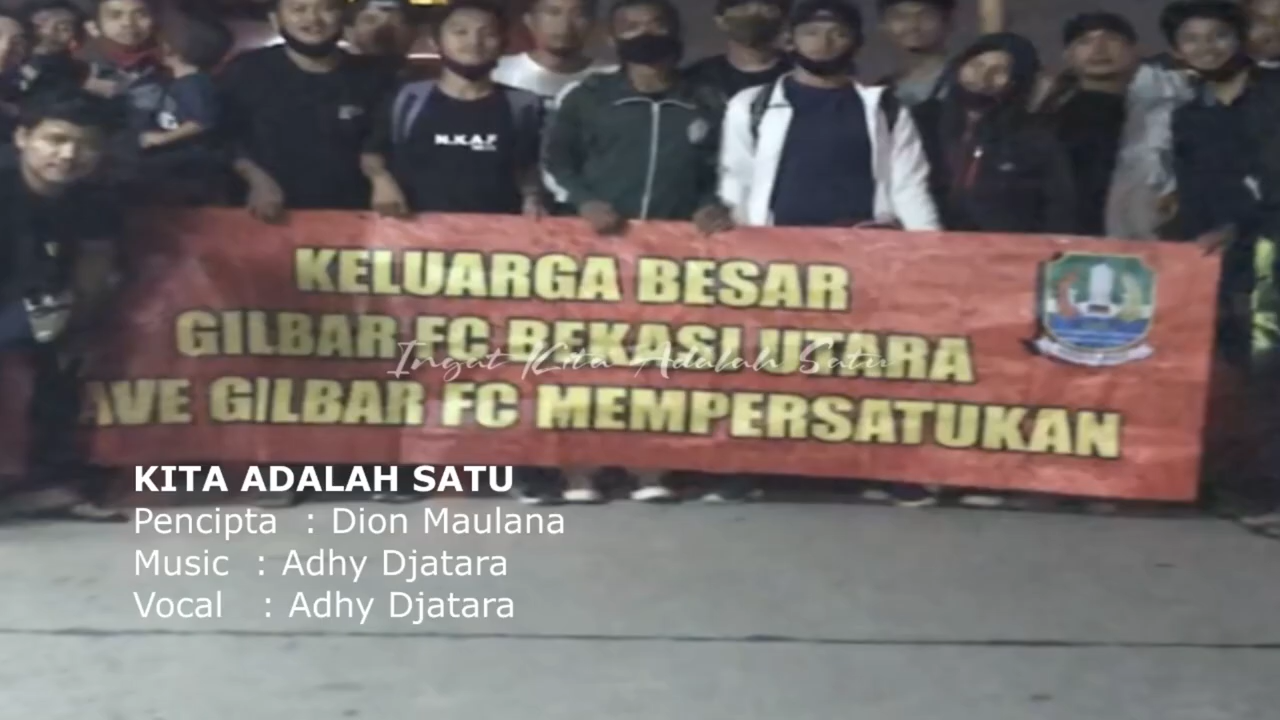 N.K.A.F
KELUARGA BESAR
GILBAR FC BEKASI UTARA
AVE GILBAR FC MEMPERSATUKAN
Ingat Kita Adalah Satu
KITA ADALAH SATU
Pencipta : Dion Maulana
Music : Adhy Djatara
Vocal : Adhy Djatara